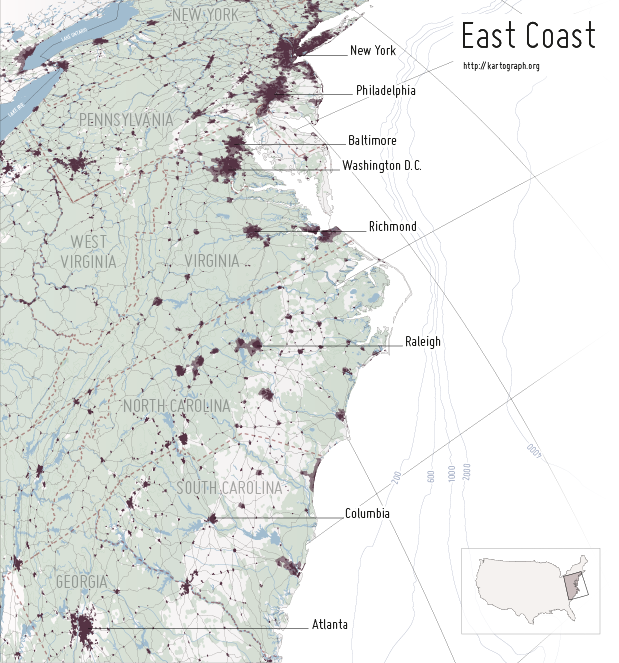 NEW YORK
East Coast
LAKE ONTARIO
New York
http://kartograph.org
Philadelphia
LAKE ERIE
PENNSYLVANIA
Baltimore
Washington D.C.
Richmond
WEST
VIRGINIA
VIRGINIA
Raleigh
NORTH CAROLINA
4000
200
600
1000
2000
SOUTH CAROLINA
Columbia
GEORGIA
Atlanta